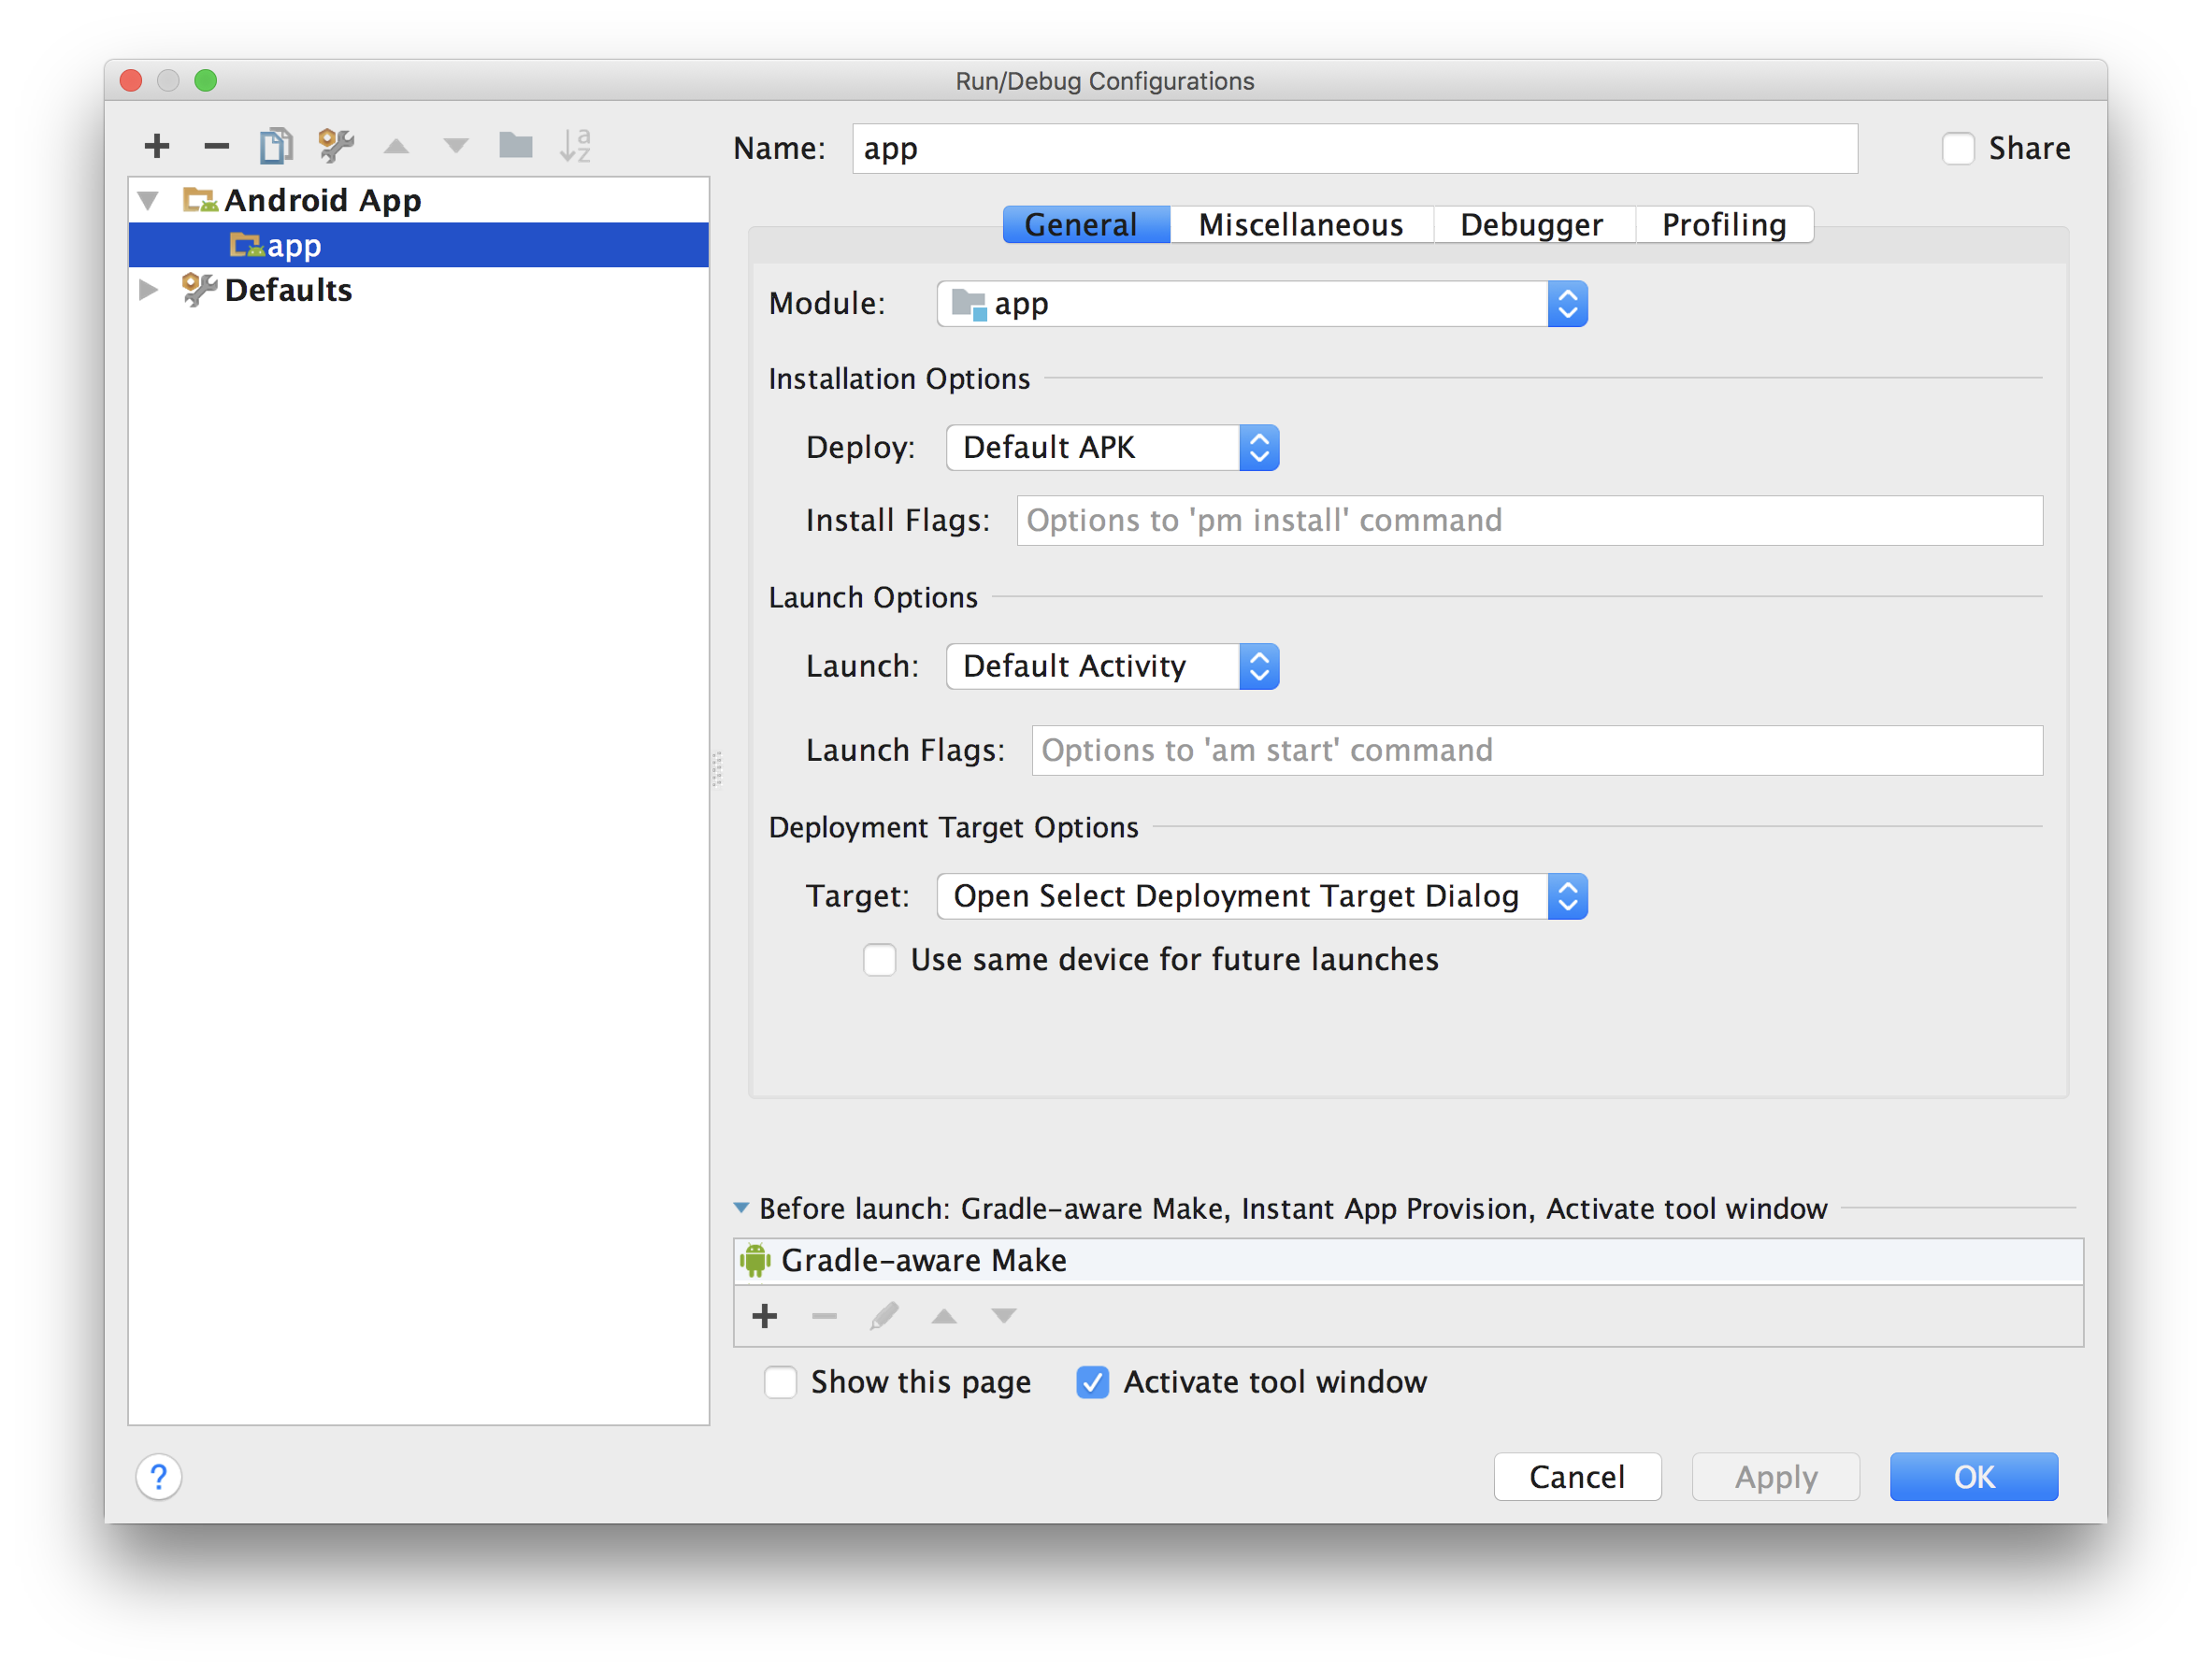 Run/Debug Configurations
Name: app
Share
Android App
app
Defaults
General Miscellaneous Debugger Profiling
Module: app
Installation Options
Deploy: Default APK
Install Flags: Options to 'pm install' command
Launch Options
Launch: Default Activity
Launch Flags: Options to 'am start' command
Deployment Target Options
Target: Open Select Deployment Target Dialog
Use same device for future launches
Before launch: Gradle-aware Make, Instant App Provision, Activate tool window
Gradle-aware Make
Show this page Activate tool window
? Cancel Apply OK